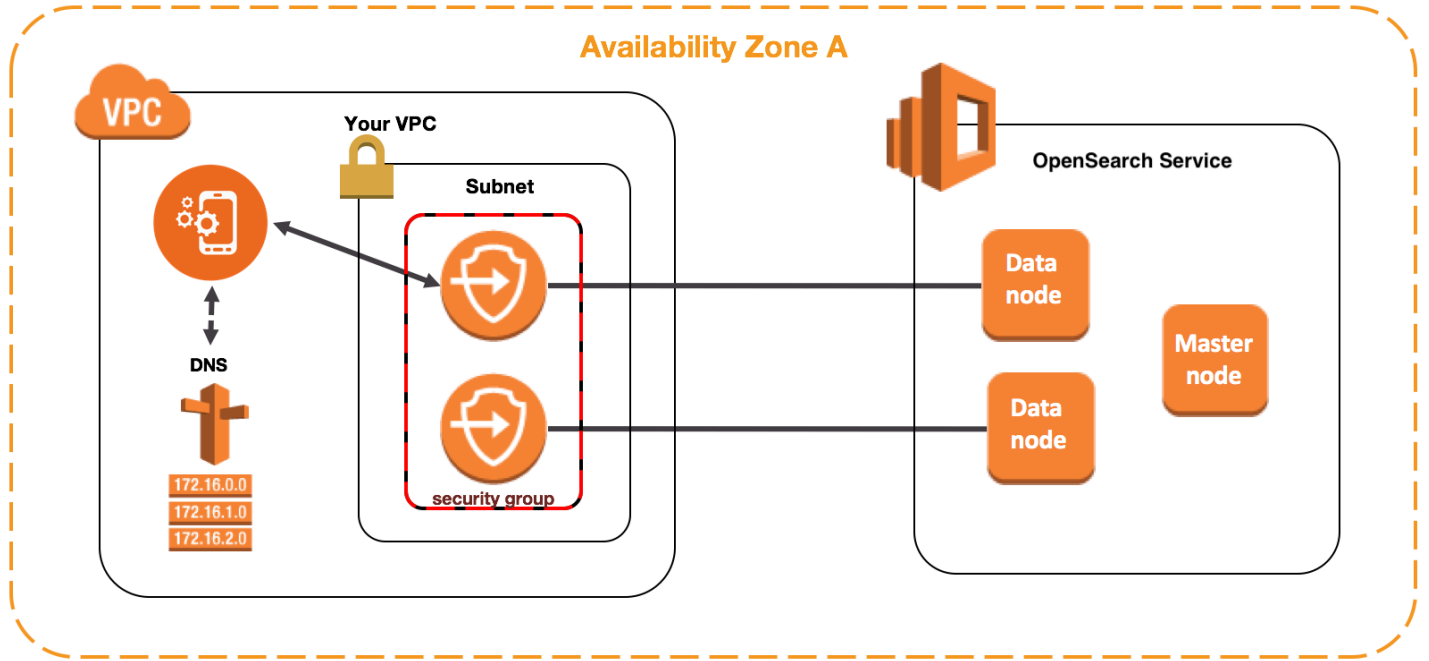 Availability Zone A
VPC
Your VPC
Subnet
security group
DNS
172.16.0.0
172.16.1.0
172.16.2.0
OpenSearch Service
Data
node
Data
node
Master
node